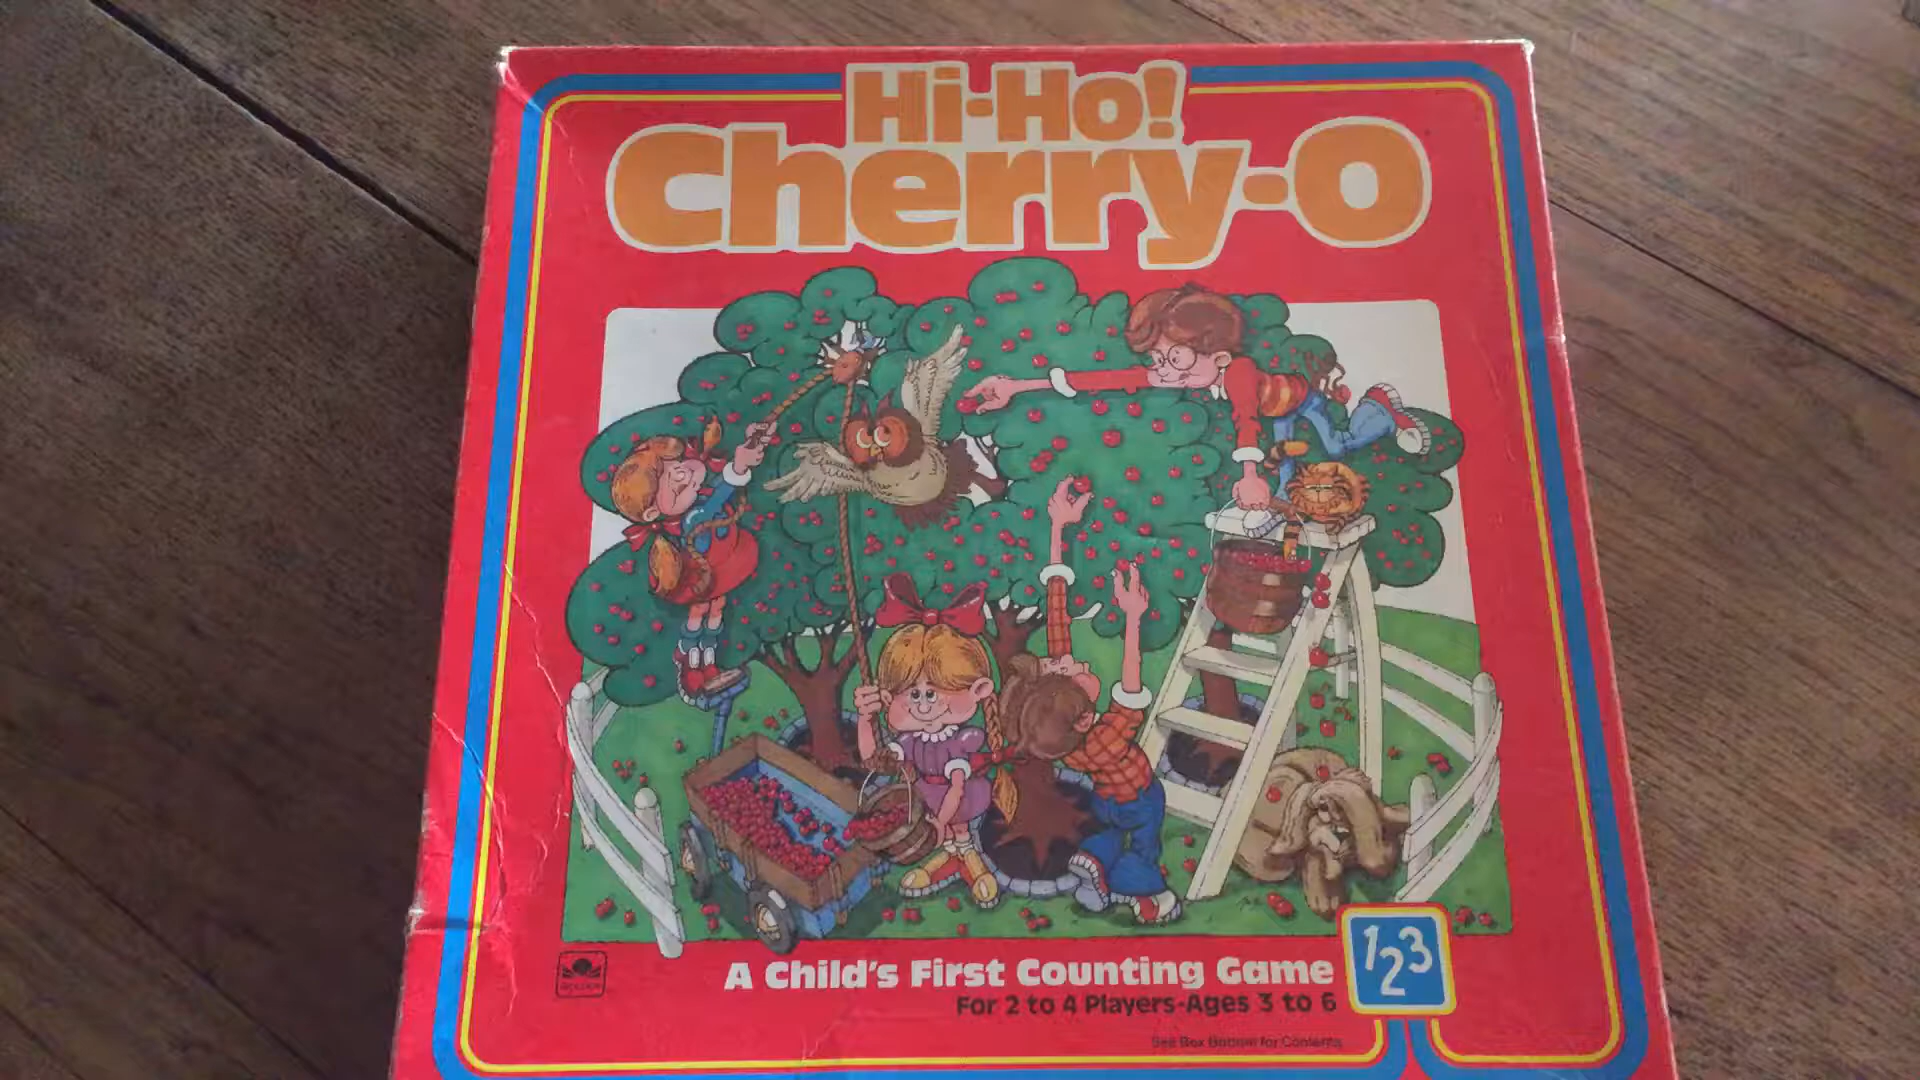 Hi-Ho!
Cherry-O
A Child's First Counting Game
For 2 to 4 Players-Ages 3 to 6
See Box Bottom for Contents
123